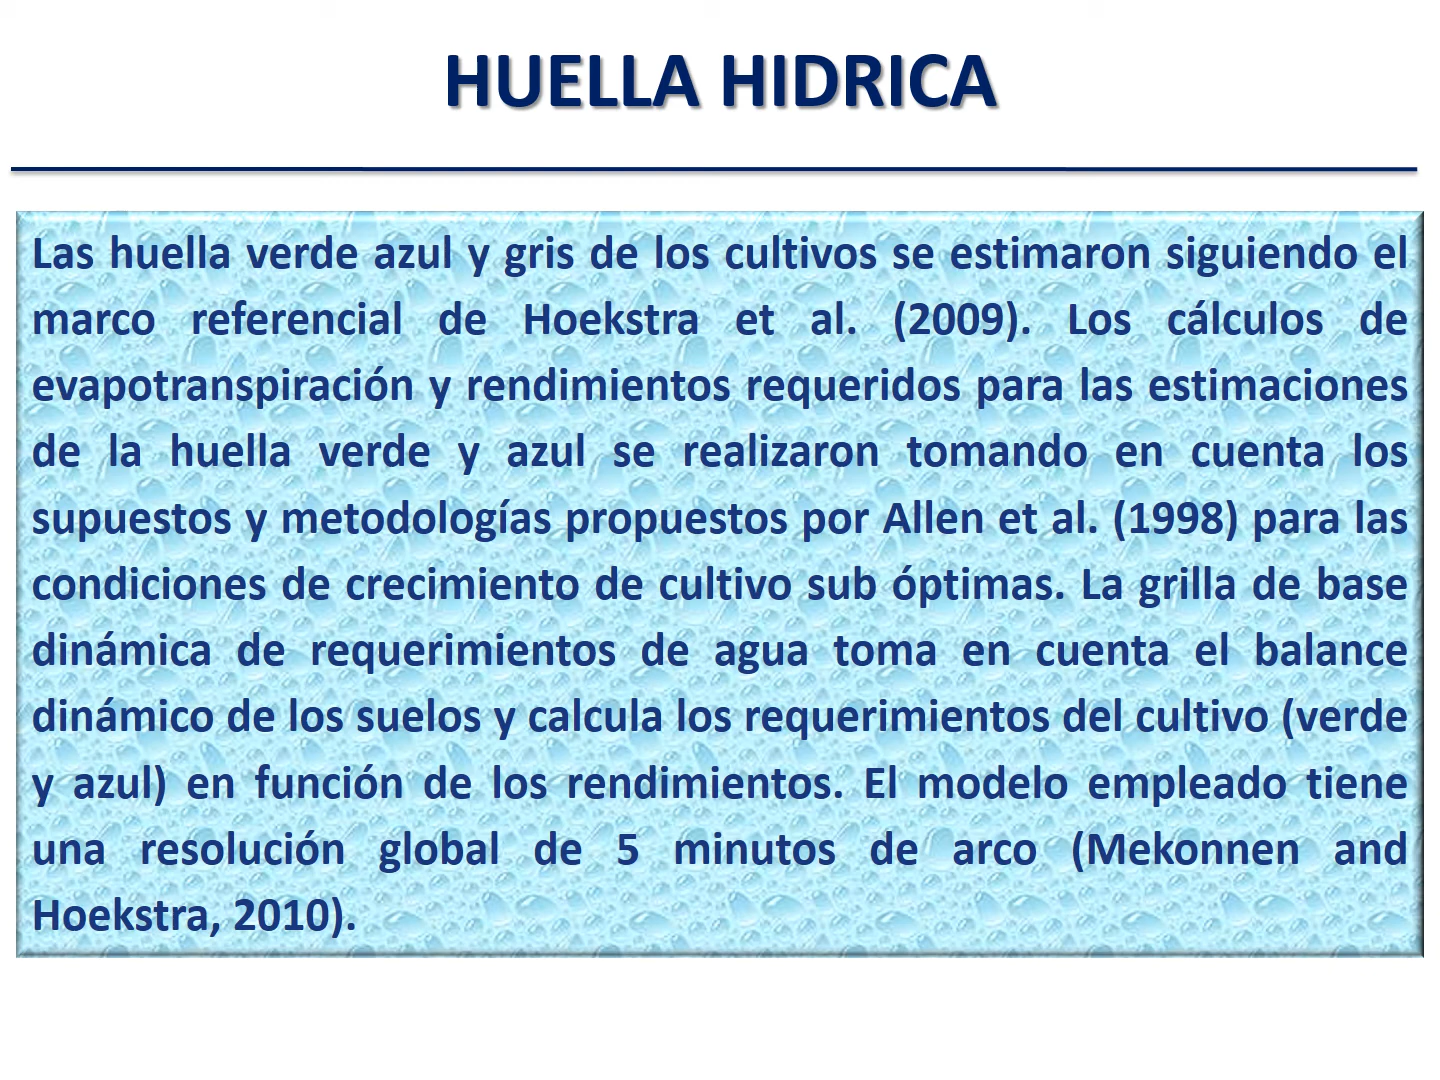 HUELLA HIDRICA
Las huella verde azul y gris de los cultivos se estimaron siguiendo el
marco referencial de Hoekstra et al. (2009). Los cálculos de
evapotranspiración y rendimientos requeridos para las estimaciones
de la huella verde y azul se realizaron tomando en cuenta los
supuestos y metodologías propuestos por Allen et al. (1998) para las
condiciones de crecimiento de cultivo sub óptimas. La grilla de base
dinámica de requerimientos de agua toma en cuenta el balance
dinámico de los suelos y calcula los requerimientos del cultivo (verde
y azul) en función de los rendimientos. El modelo empleado tiene
una resolución global de 5 minutos de arco (Mekonnen and
Hoekstra, 2010).